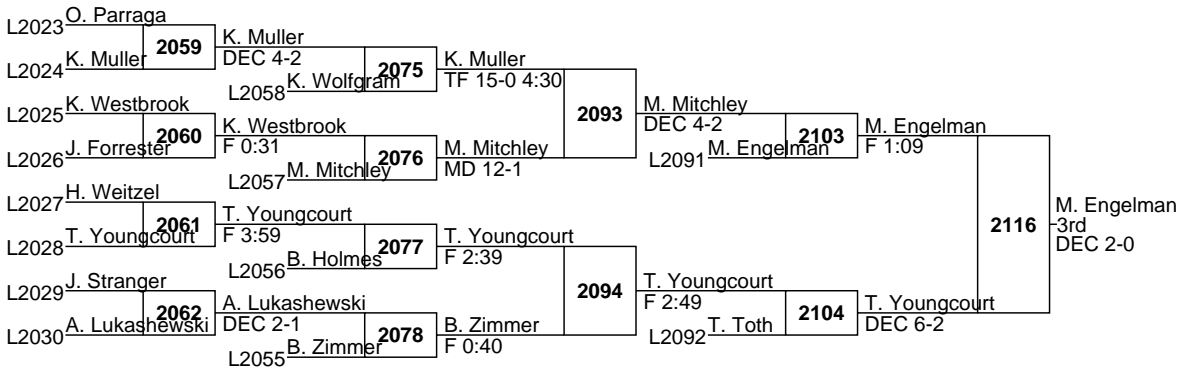 L2023 O. Parraga
2059
K. Muller
DEC 4-2
L2024 K. Muller
2075
K. Muller
TF 15-0 4:30
L2058 K. Wolfgram
L2025 K. Westbrook
2060
K. Westbrook
F 0:31
L2026 J. Forrester
2076
M. Mitchley
MD 12-1
L2057 M. Mitchley
2093
M. Mitchley
DEC 4-2
L2091 M. Engelman
2103
M. Engelman
F 1:09
L2027 H. Weitzel
2061
T. Youngcourt
F 3:59
L2028 T. Youngcourt
2077
T. Youngcourt
F 2:39
L2056 B. Holmes
L2029 J. Stranger
2062
A. Lukashewski
DEC 2-1
L2030 A. Lukashewski
2078
B. Zimmer
F 0:40
L2055 B. Zimmer
2094
T. Youngcourt
F 2:49
L2092 T. Toth
2104
T. Youngcourt
DEC 6-2
2116
M. Engelman
3rd
DEC 2-0